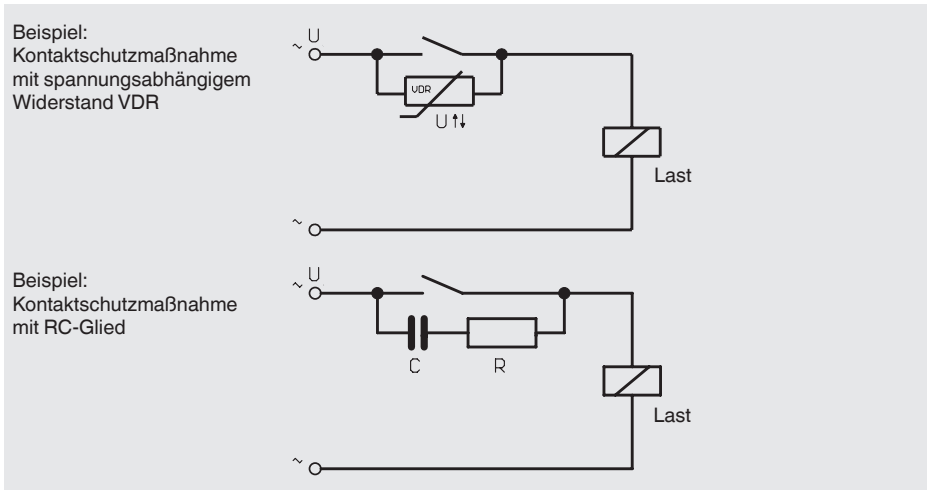 Beispiel:
Kontaktschutzmaßnahme
mit spannungsabhängigem
Widerstand VDR
U
~
VDR
U ↑↓
Last
~
Beispiel:
Kontaktschutzmaßnahme
mit RC-Glied
U
~
C R
Last
~